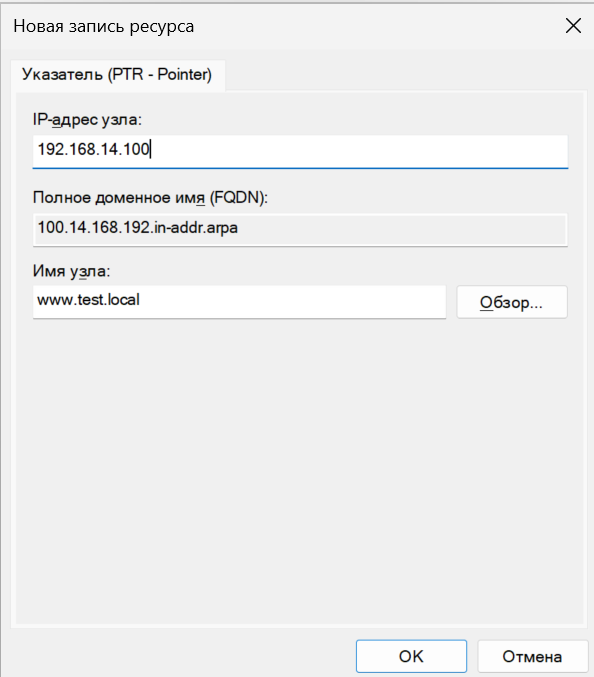 Новая запись ресурса
Указатель (PTR - Pointer)
IP-адрес узла:
192.168.14.100
Полное доменное имя (FQDN):
100.14.168.192.in-addr.arpa
Имя узла:
www.test.local
Обзор...
OK
Отмена